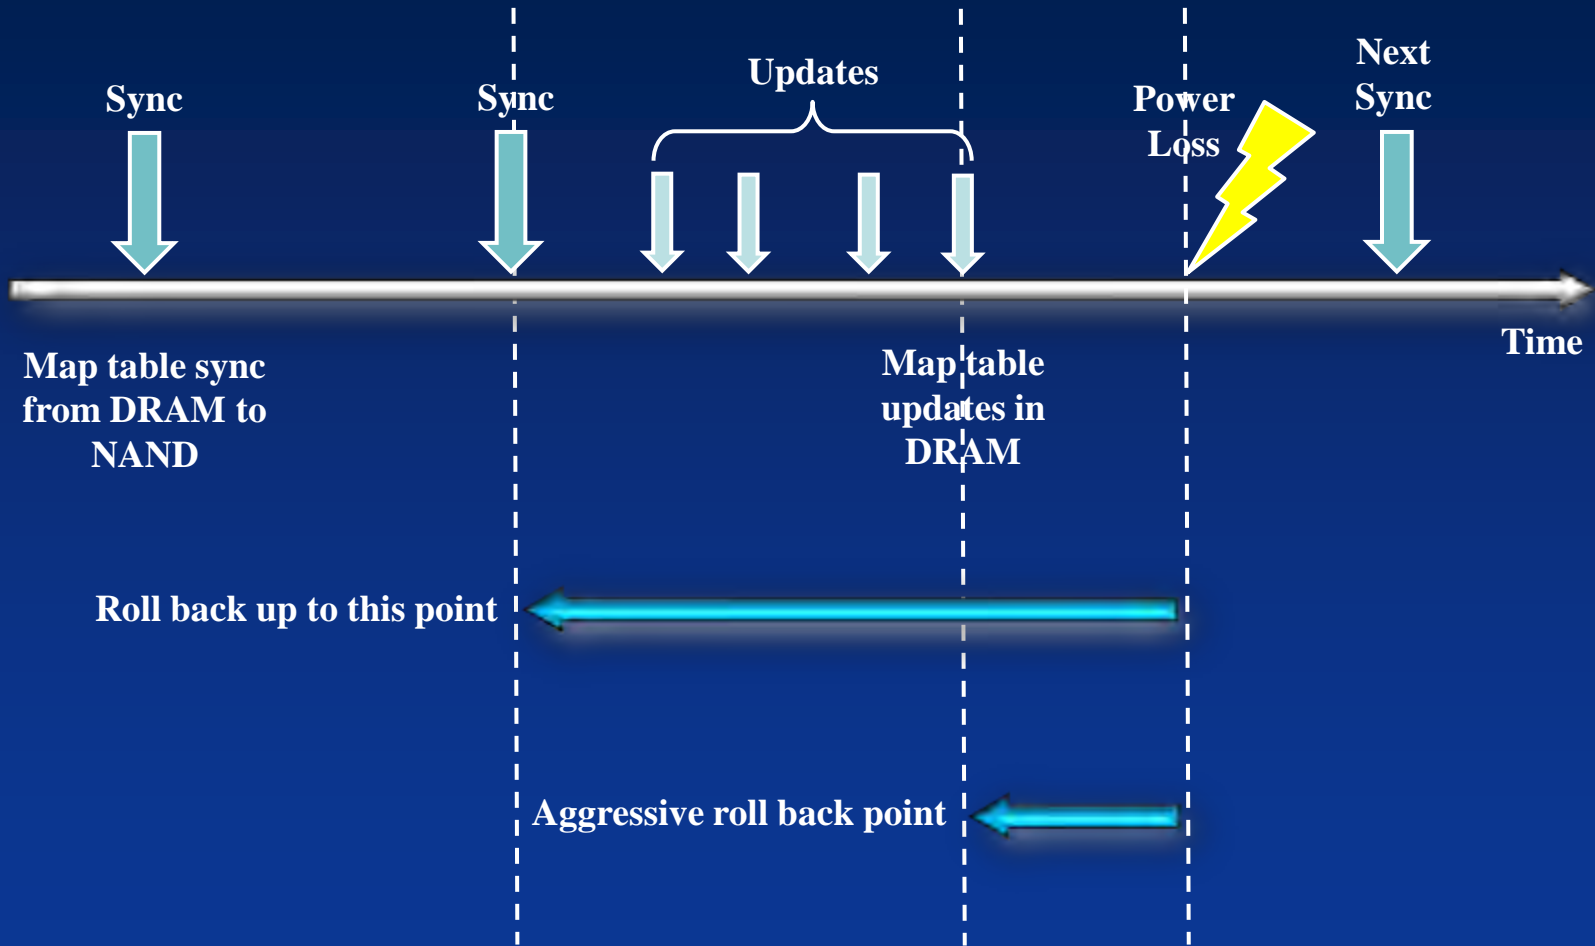 Sync
Sync
Updates
Power
Loss
Next
Sync
Time
Map table sync
from DRAM to
NAND
Map table
updates in
DRAM
Roll back up to this point
Aggressive roll back point